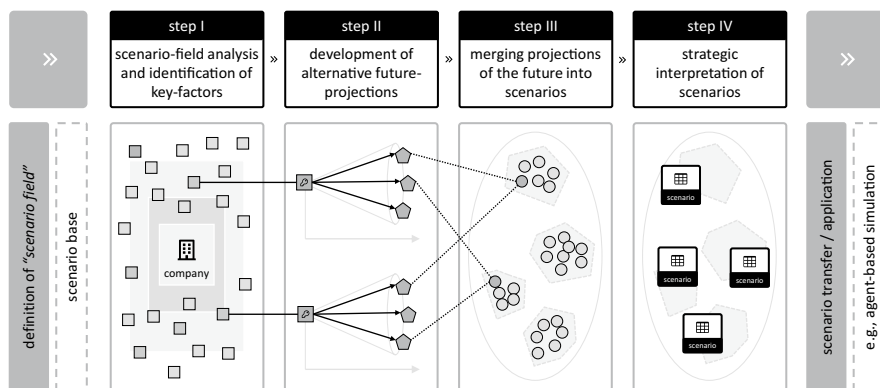 step I
scenario-field analysis
and identification of
key-factors
»
step II
development of
alternative future-
projections
»
step III
merging projections
of the future into
scenarios
»
step IV
strategic
interpretation of
scenarios
»
»
definition of “scenario field”
scenario base
company
scenario
scenario
scenario
scenario
scenario transfer / application
e.g., agent-based simulation